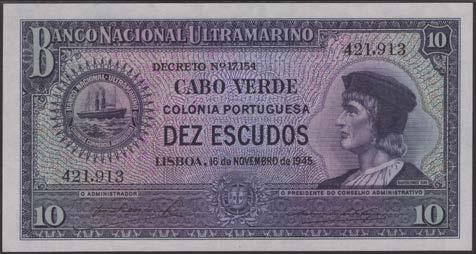 BANCO NACIONAL ULTRAMARINO
10
421,913
DECRETO Nº 17.154
CABO VERDE
COLONIA PORTUGUESA
DEZ ESCUDOS
LISBOA, 16 de NOVEMBRO de 1945
421,913
O ADMINISTRADOR
O PRESIDENTE DO CONSELHO ADMINISTRATIVO
10
10